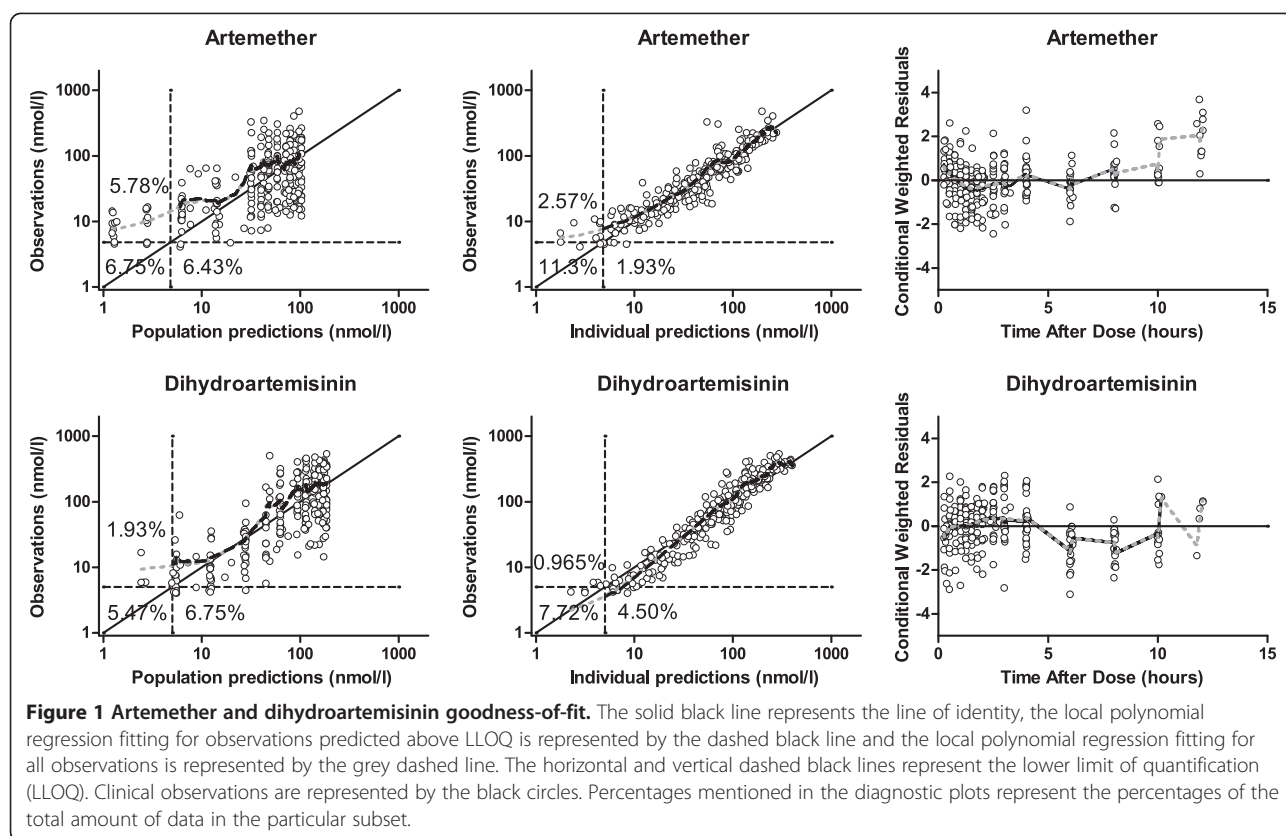 Artemether
Observations (nmol/l)
1000
100
10
1
5.78%
6.75%
6.43%
1
10
100
1000
Population predictions (nmol/l)
Artemether
Observations (nmol/l)
1000
100
10
1
2.57%
11.3%
1.93%
1
10
100
1000
Individual predictions (nmol/l)
Artemether
Conditional Weighted Residuals
4
2
0
-2
-4
0
5
10
15
Time After Dose (hours)
Dihydroartemisinin
Observations (nmol/l)
1000
100
10
1
1.93%
5.47%
6.75%
1
10
100
1000
Population predictions (nmol/l)
Dihydroartemisinin
Observations (nmol/l)
1000
100
10
1
0.965%
7.72%
4.50%
1
10
100
1000
Individual predictions (nmol/l)
Dihydroartemisinin
Conditional Weighted Residuals
4
2
0
-2
-4
0
5
10
15
Time After Dose (hours)
Figure 1 Artemether and dihydroartemisinin goodness-of-fit. The solid black line represents the line of identity, the local polynomial
regression fitting for observations predicted above LLOQ is represented by the dashed black line and the local polynomial regression fitting for
all observations is represented by the grey dashed line. The horizontal and vertical dashed black lines represent the lower limit of quantification
(LLOQ). Clinical observations are represented by the black circles. Percentages mentioned in the diagnostic plots represent the percentages of the
total amount of data in the particular subset.